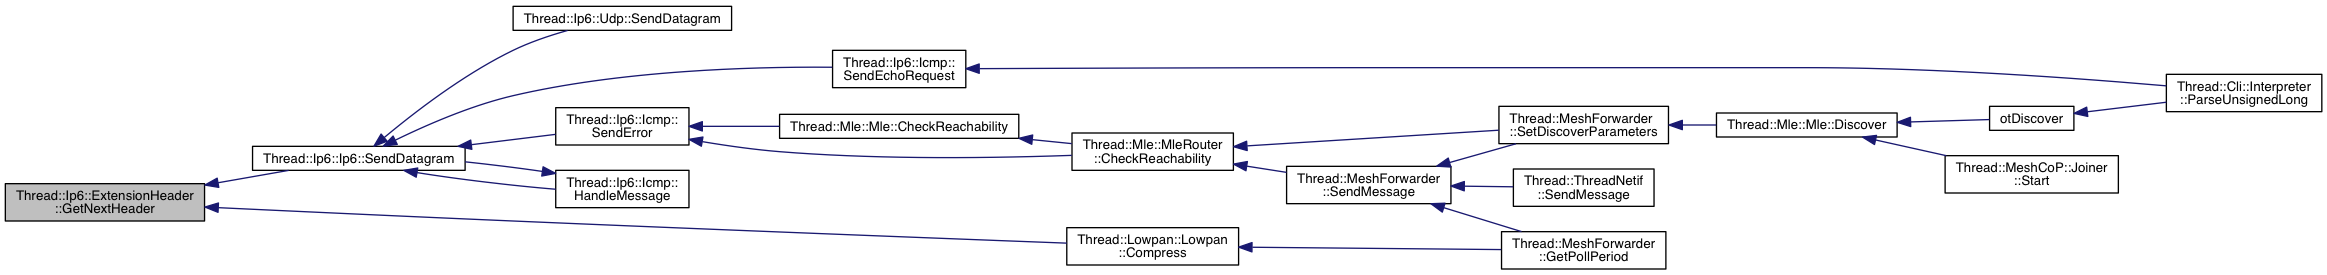 Thread::Ip6::ExtensionHeader
::GetNextHeader
Thread::Ip6::Ip6::SendDatagram
Thread::Ip6::Udp::SendDatagram
Thread::Ip6::Icmp::
SendEchoRequest
Thread::Ip6::Icmp::
SendError
Thread::Ip6::Icmp::
HandleMessage
Thread::Mle::Mle::CheckReachability
Thread::Mle::MleRouter
::CheckReachability
Thread::Lowpan::Lowpan
::Compress
Thread::MeshForwarder
::SendMessage
Thread::MeshForwarder
::SetDiscoverParameters
Thread::ThreadNetif
::SendMessage
Thread::MeshForwarder
::GetPollPeriod
Thread::Mle::Mle::Discover
otDiscover
Thread::MeshCoP::Joiner
::Start
Thread::Cli::Interpreter
::ParseUnsignedLong